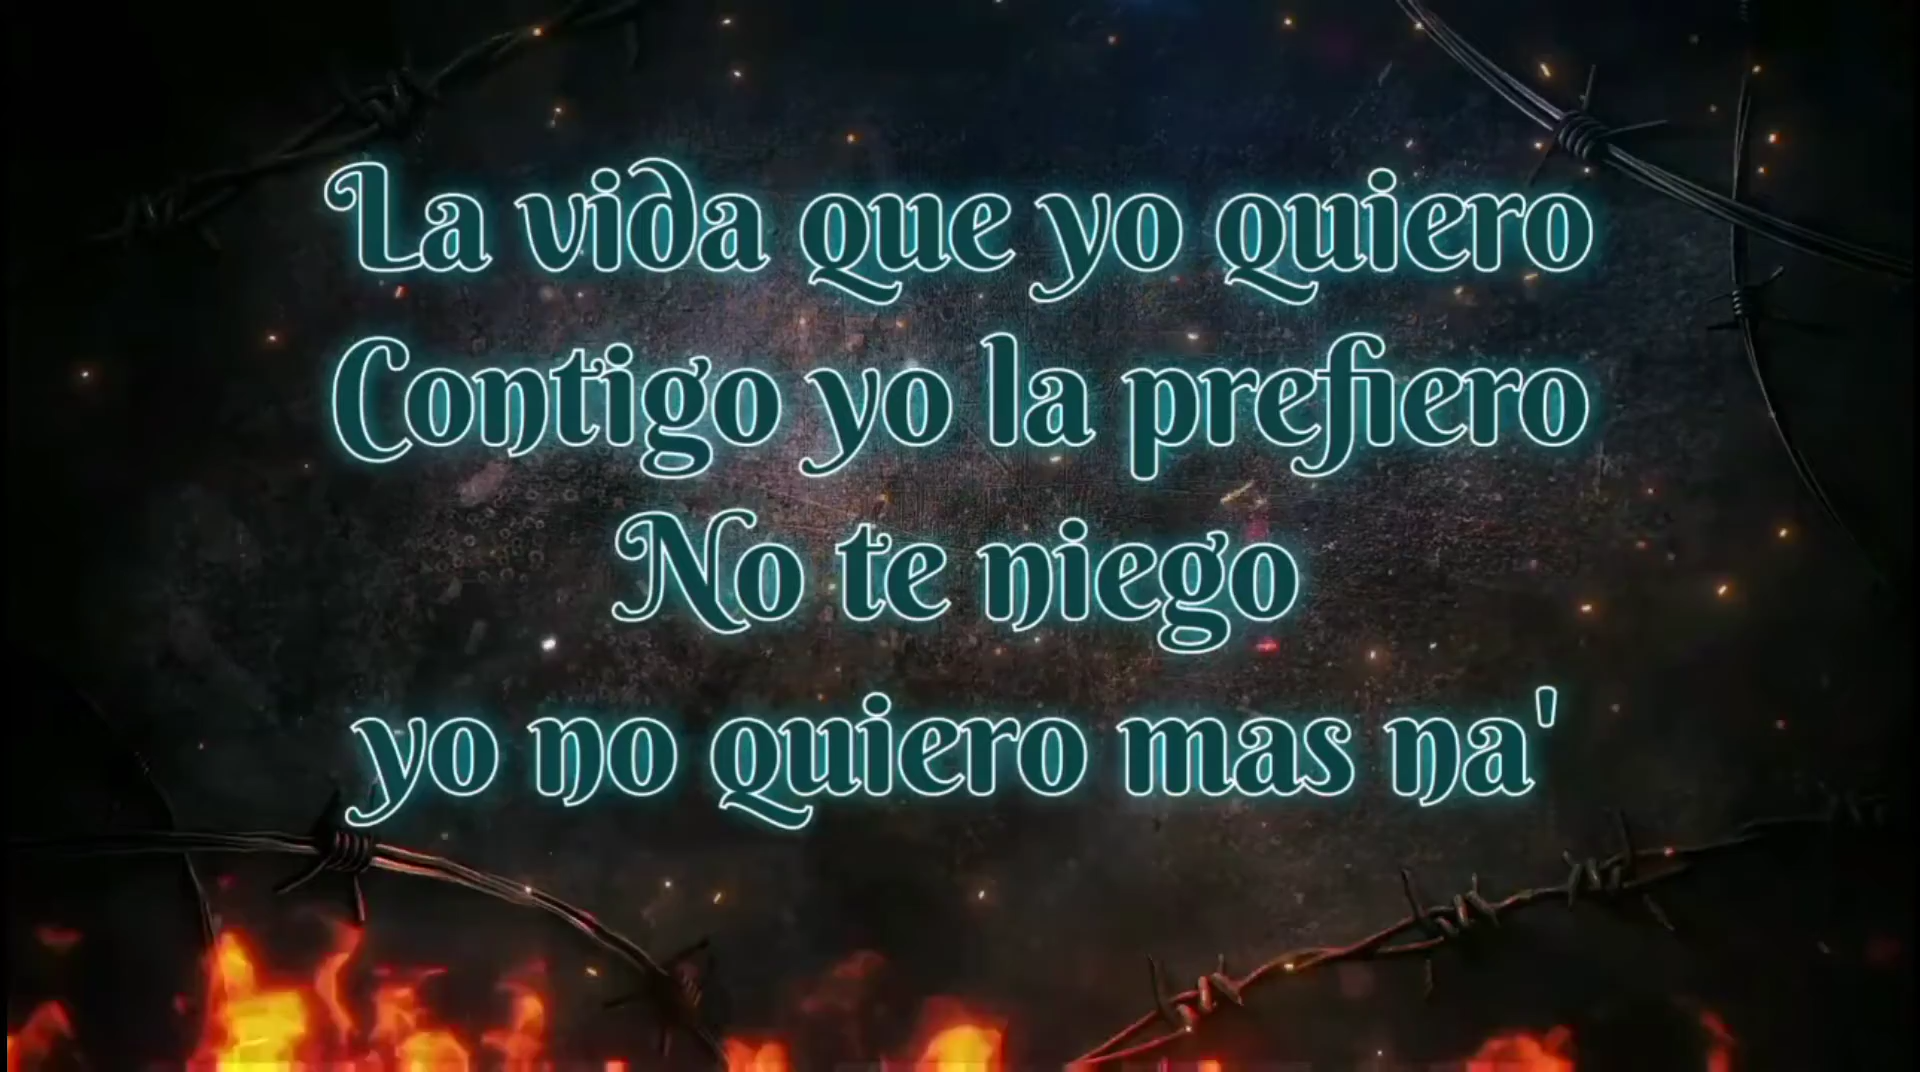 La vida que yo quiero
Contigo yo la prefiero
No te niego
yo no quiero mas na'